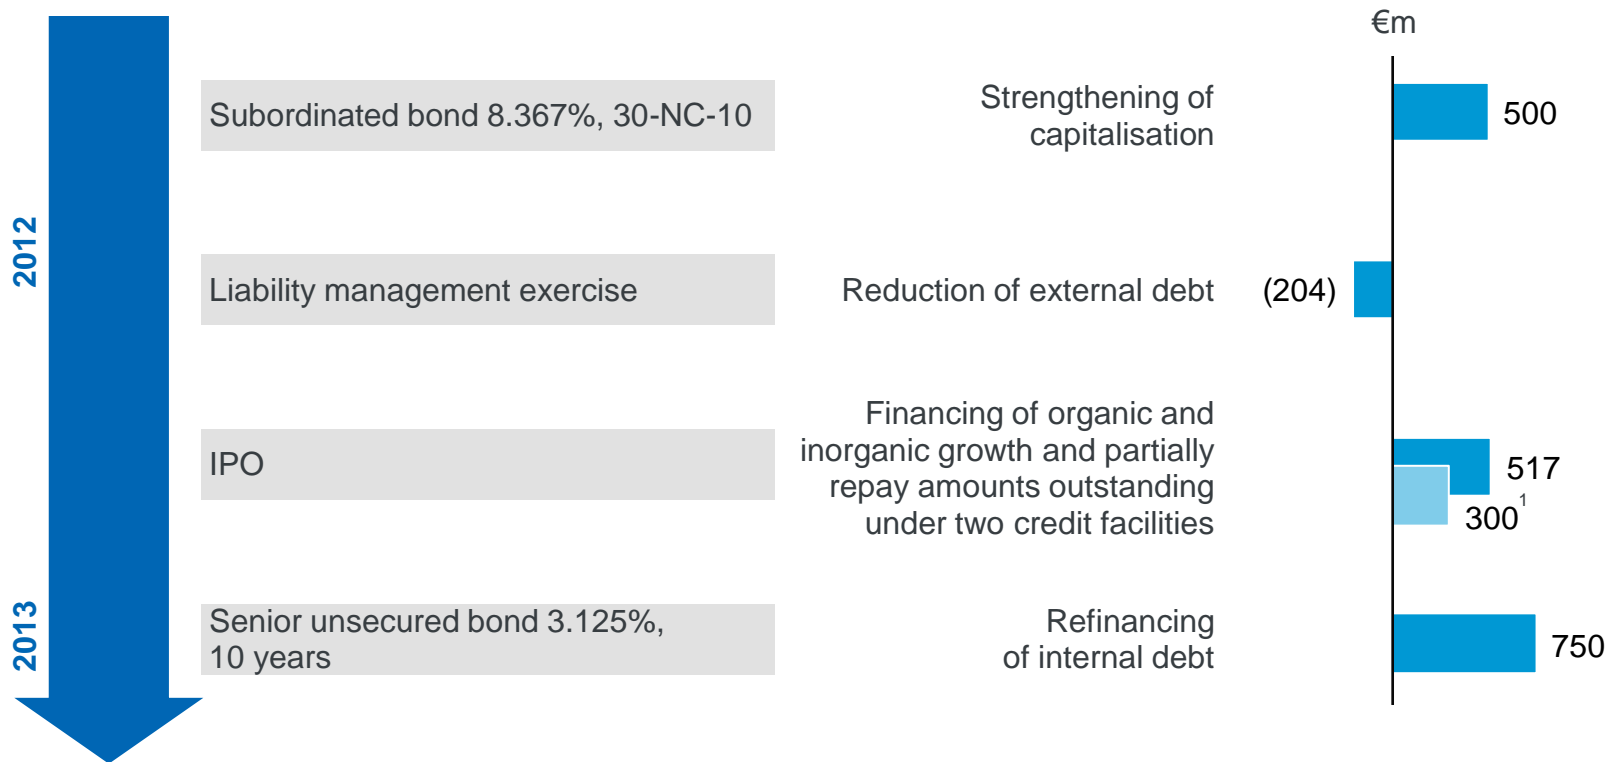 €m
2012
Subordinated bond 8.367%, 30-NC-10
Strengthening of
capitalisation
500
Liability management exercise
Reduction of external debt
(204)
IPO
Financing of organic and
inorganic growth and partially
repay amounts outstanding
under two credit facilities
517
300¹
2013
Senior unsecured bond 3.125%,
10 years
Refinancing
of internal debt
750